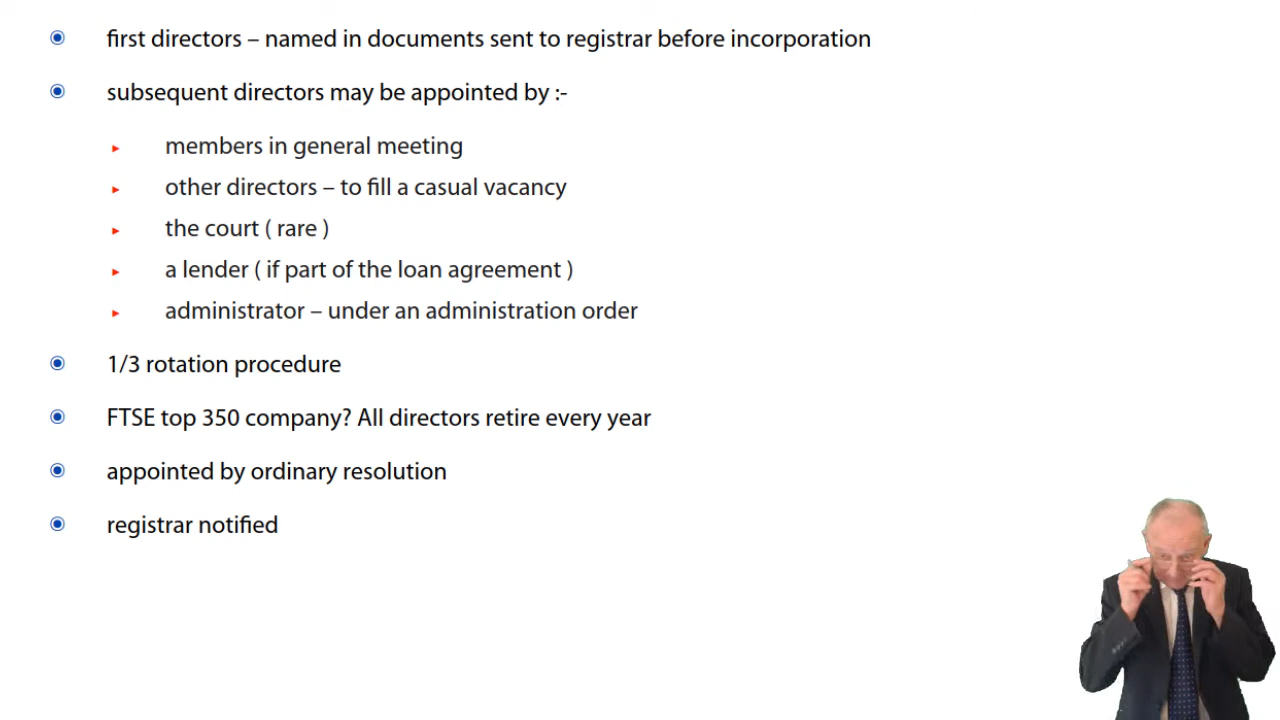 first directors – named in documents sent to registrar before incorporation
subsequent directors may be appointed by :-
members in general meeting
other directors – to fill a casual vacancy
the court ( rare )
a lender ( if part of the loan agreement )
administrator – under an administration order
1/3 rotation procedure
FTSE top 350 company? All directors retire every year
appointed by ordinary resolution
registrar notified